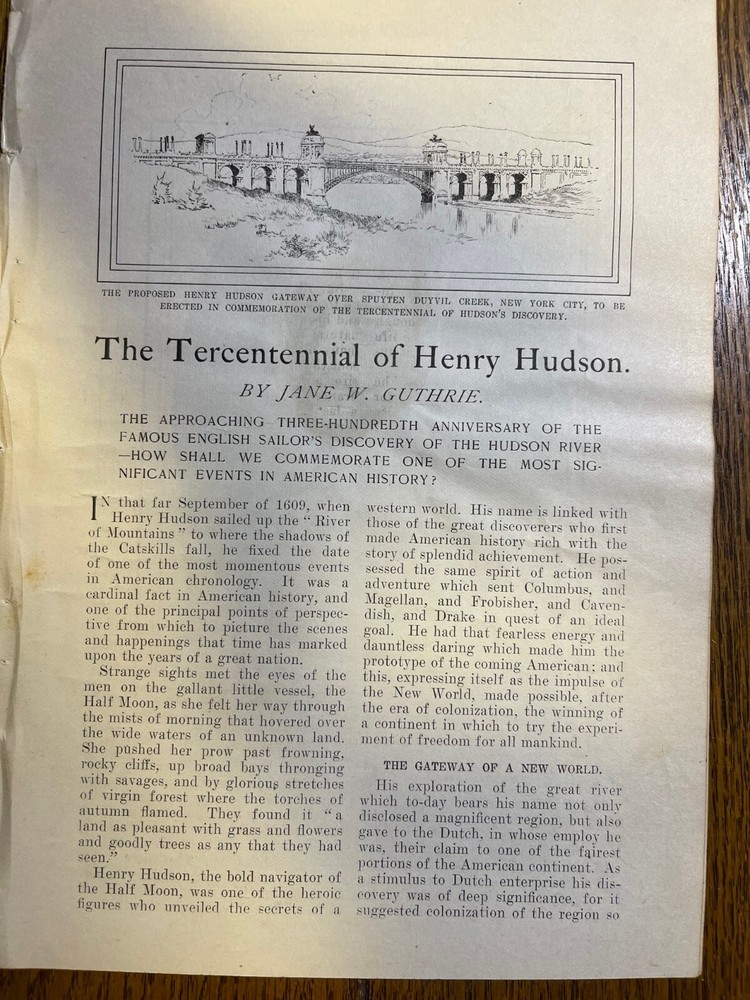 THE PROPOSED HENRY HUDSON GATEWAY OVER SPUYTEN DUYVIL CREEK, NEW YORK CITY, TO BE
ERECTED IN COMMEMORATION OF THE TERCENTENNIAL OF HUDSON'S DISCOVERY.
The Tercentennial of Henry Hudson.
BY JANE W. GUTHRIE.
THE APPROACHING THREE-HUNDREDTH ANNIVERSARY OF THE
FAMOUS ENGLISH SAILOR'S DISCOVERY OF THE HUDSON RIVER
—HOW SHALL WE COMMEMORATE ONE OF THE MOST SIG-
NIFICANT EVENTS IN AMERICAN HISTORY?
IN that far September of 1609, when
Henry Hudson sailed up the "River
of Mountains" to where the shadows of
the Catskills fall, he fixed the date
of one of the most momentous events
in American chronology. It was a
cardinal fact in American history, and
one of the principal points of perspec-
tive from which to picture the scenes
and happenings that time has marked
upon the years of a great nation.
Strange sights met the eyes of the
men on the gallant little vessel, the
Half Moon, as she felt her way through
the mists of morning that hovered over
the wide waters of an unknown land.
She pushed her prow past frowning,
rocky cliffs, up broad bays thronging
with savages, and by glorious stretches
of virgin forest where the torches of
autumn flamed. They found it "a
land as pleasant with grass and flowers
and goodly trees as any that they had
seen."
Henry Hudson, the bold navigator of
the Half Moon, was one of the heroic
figures who unveiled the secrets of a
western world. His name is linked with
those of the great discoverers who first
made American history rich with the
story of splendid achievement. He pos-
sessed the same spirit of action and
adventure which sent Columbus, and
Magellan, and Frobisher, and Caven-
dish, and Drake in quest of an ideal
goal. He had that fearless energy and
dauntless daring which made him the
prototype of the coming American; and
this, expressing itself as the impulse of
the New World, made possible, after
the era of colonization, the winning of
a continent in which to try the experi-
ment of freedom for all mankind.
THE GATEWAY OF A NEW WORLD.
His exploration of the great river
which to-day bears his name not only
disclosed a magnificent region, but also
gave to the Dutch, in whose employ he
was, their claim to one of the fairest
portions of the American continent. As
a stimulus to Dutch enterprise his dis-
covery was of deep significance, for it
suggested colonization of the region so